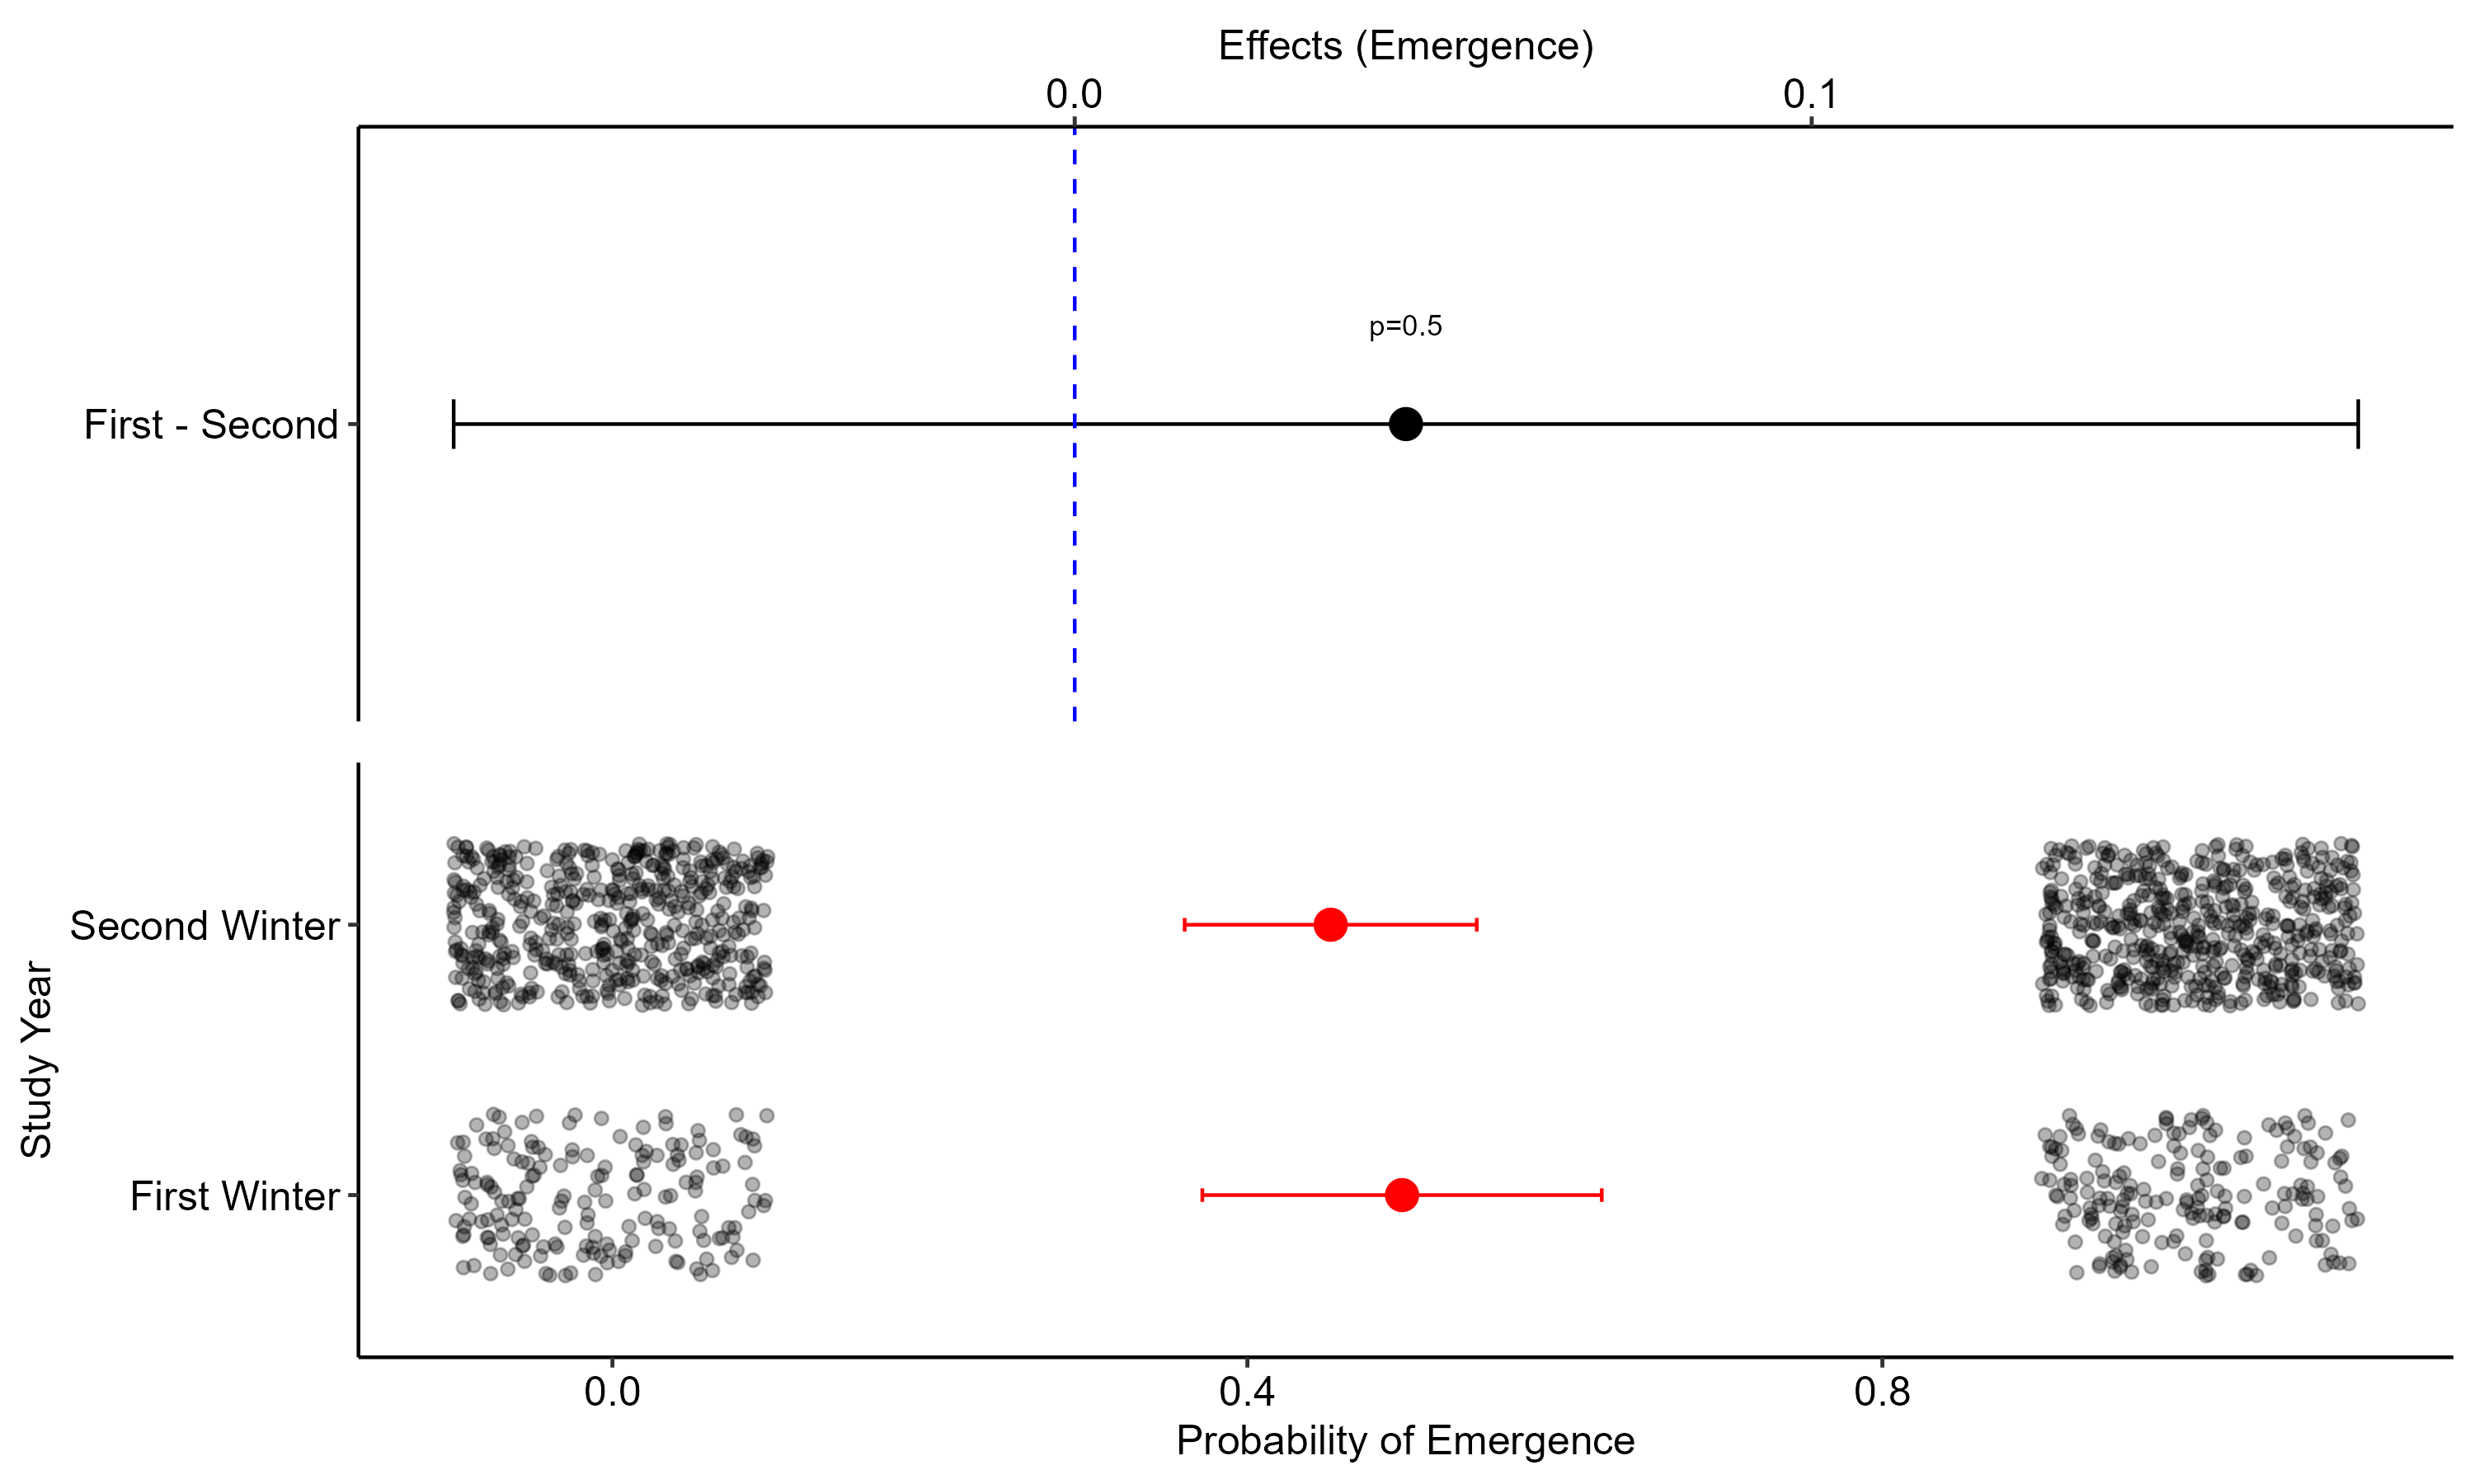 Effects (Emergence)
0.0 0.1
p=0.5
First - Second
Second Winter
Study Year
First Winter
0.0 0.4 0.8
Probability of Emergence